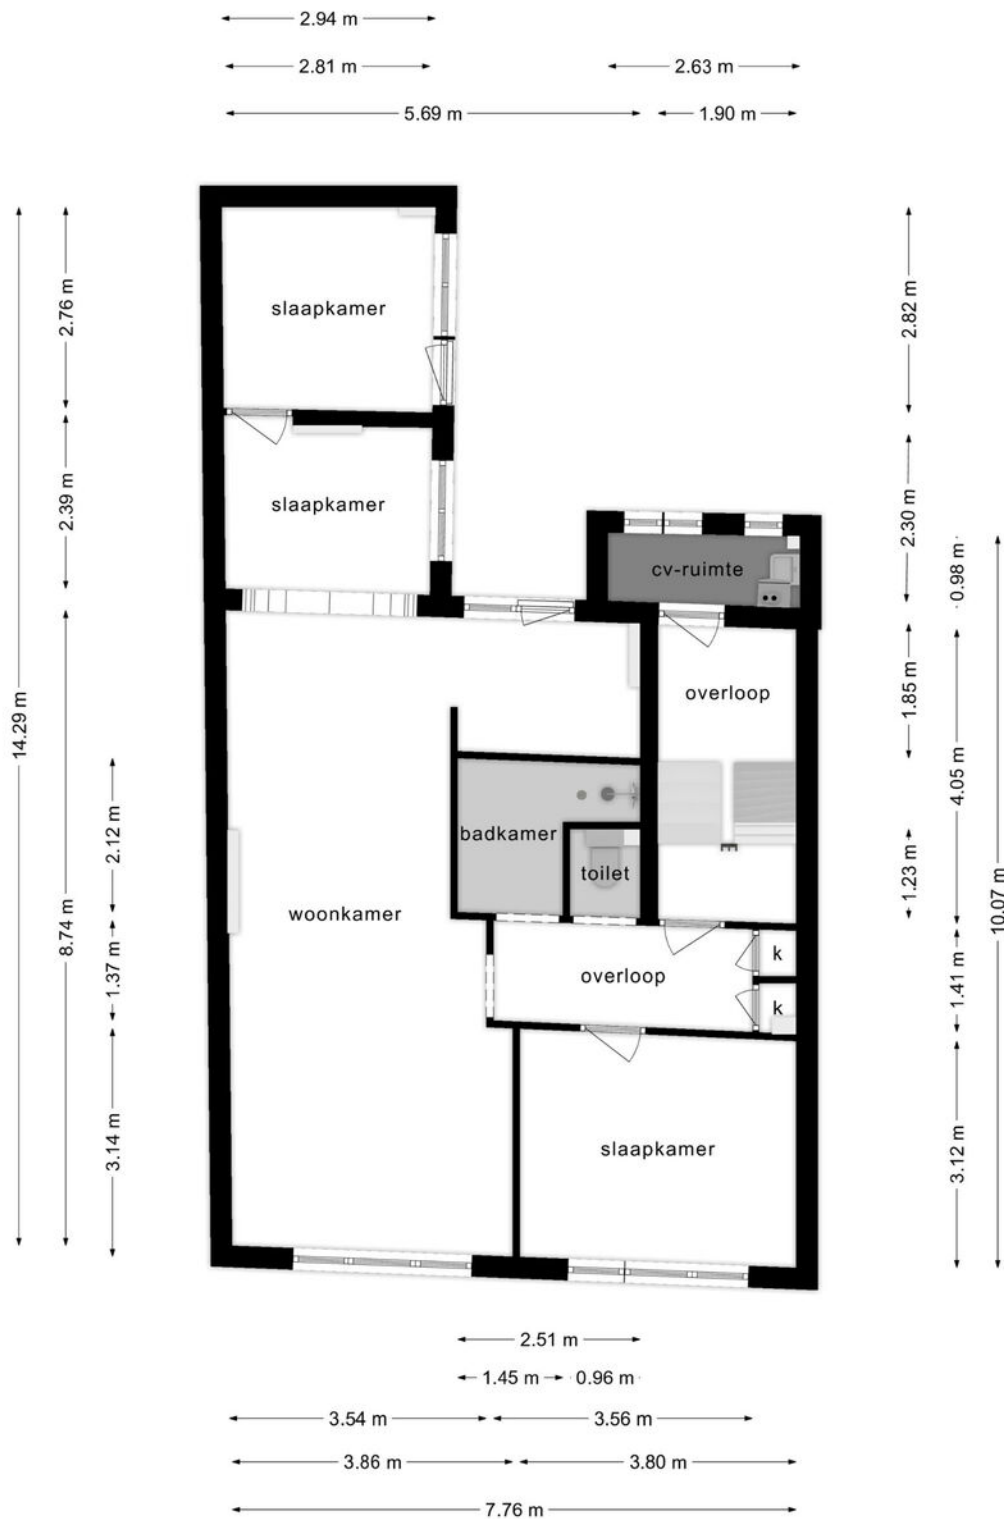 2.94 m
2.81 m
2.63 m
5.69 m
1.90 m
14.29 m
2.76 m
2.39 m
8.74 m
2.12 m
1.37 m
3.14 m
slaapkamer
slaapkamer
cv-ruimte
overloop
badkamer
toilet
woonkamer
overloop
k
k
slaapkamer
2.82 m
2.30 m
0.98 m
1.85 m
4.05 m
1.23 m
10.07 m
1.41 m
3.12 m
2.51 m
1.45 m
0.96 m
3.54 m
3.56 m
3.86 m
3.80 m
7.76 m